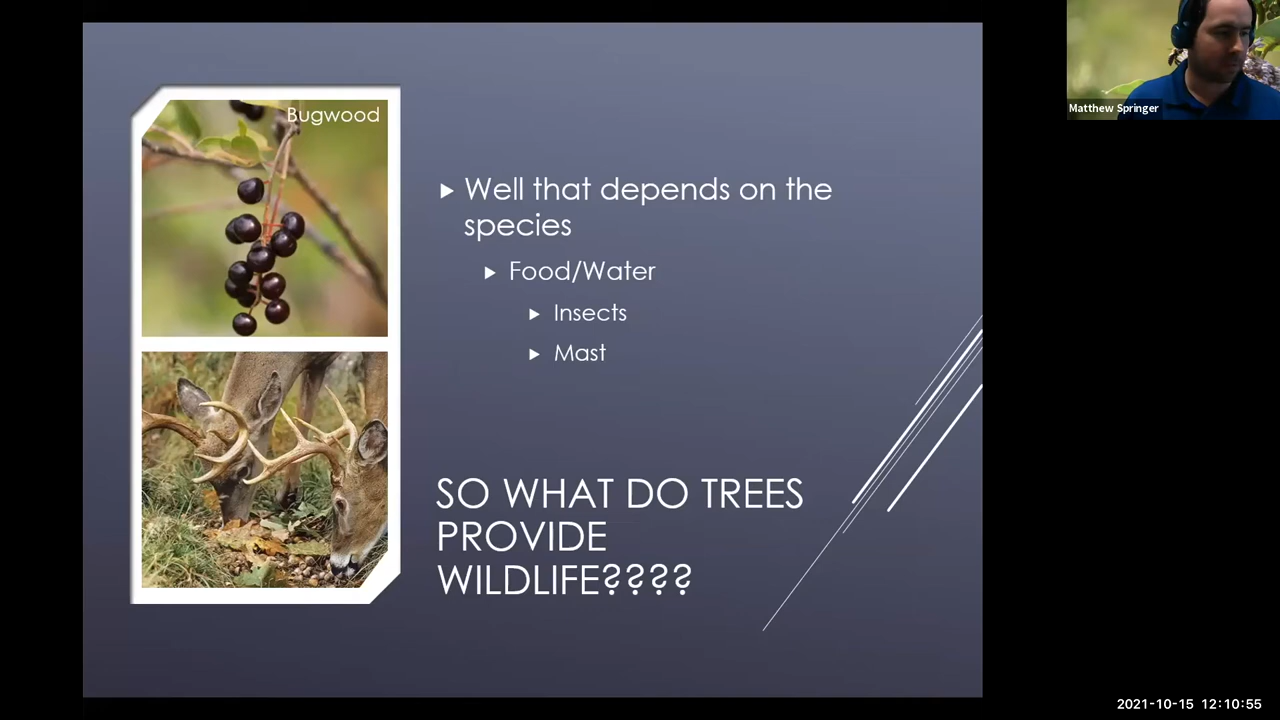 Bugwood
Well that depends on the
species
Food/Water
Insects
Mast
SO WHAT DO TREES
PROVIDE
WILDLIFE????
Matthew Springer
2021-10-15 12:10:55